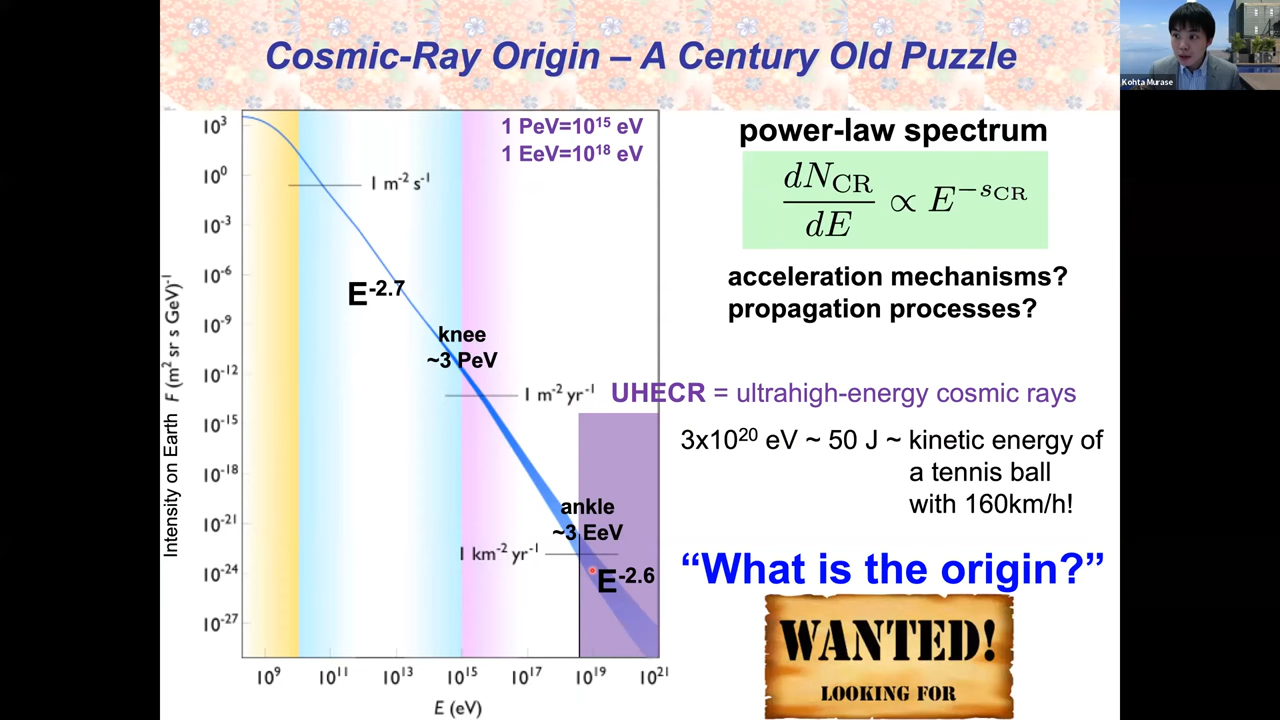 Cosmic-Ray Origin – A Century Old Puzzle
Kohta Murase
1 PeV=10¹⁵ eV
1 EeV=10¹⁸ eV
10³
10⁰
10⁻³
10⁻⁶
10⁻⁹
10⁻¹²
10⁻¹⁵
10⁻¹⁸
10⁻²¹
10⁻²⁴
10⁻²⁷
Intensity on Earth F (m² sr s GeV)⁻¹
1 m⁻² s⁻¹
E⁻²·⁷
knee
~3 PeV
1 m⁻² yr⁻¹
ankle
~3 EeV
1 km⁻² yr⁻¹
E⁻²·⁶
10⁹ 10¹¹ 10¹³ 10¹⁵ 10¹⁷ 10¹⁹ 10²¹
E (eV)
power-law spectrum
dN_CR/dE ∝ E^(−s_CR)
acceleration mechanisms?
propagation processes?
UHECR = ultrahigh-energy cosmic rays
3x10²⁰ eV ~ 50 J ~ kinetic energy of
a tennis ball
with 160km/h!
“What is the origin?”
WANTED!
LOOKING FOR